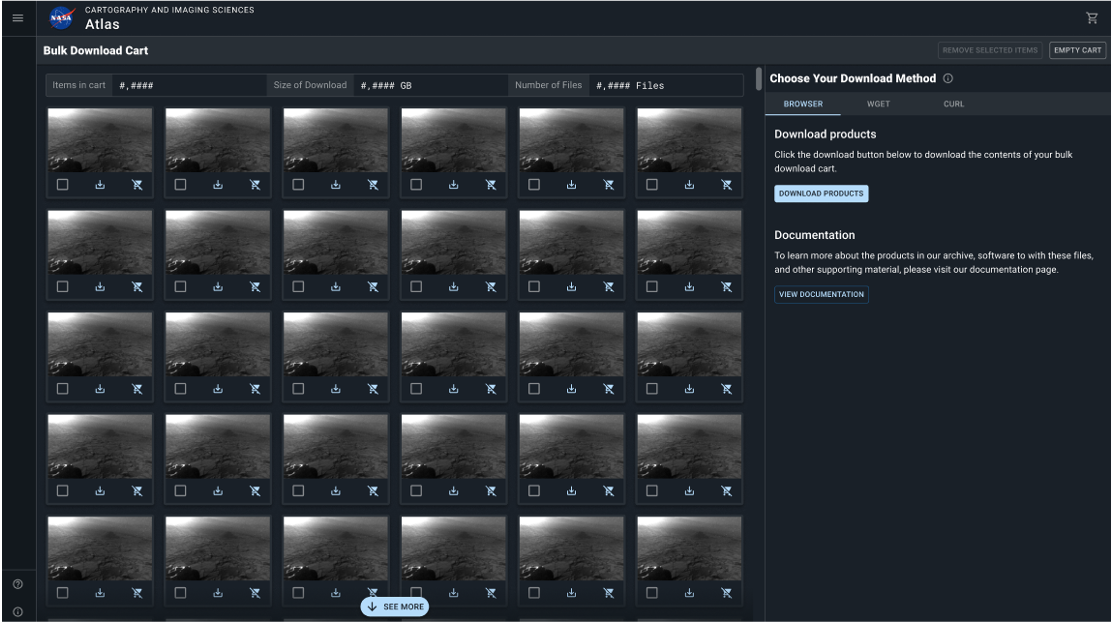 NASA
CARTOGRAPHY AND IMAGING SCIENCES
Atlas
Bulk Download Cart
REMOVE SELECTED ITEMS
EMPTY CART
Items in cart #,####
Size of Download #,#### GB
Number of Files #,#### Files
Choose Your Download Method
BROWSER WGET CURL
Download products
Click the download button below to download the contents of your bulk
download cart.
DOWNLOAD PRODUCTS
Documentation
To learn more about the products in our archive, software to with these files,
and other supporting material, please visit our documentation page.
VIEW DOCUMENTATION
SEE MORE